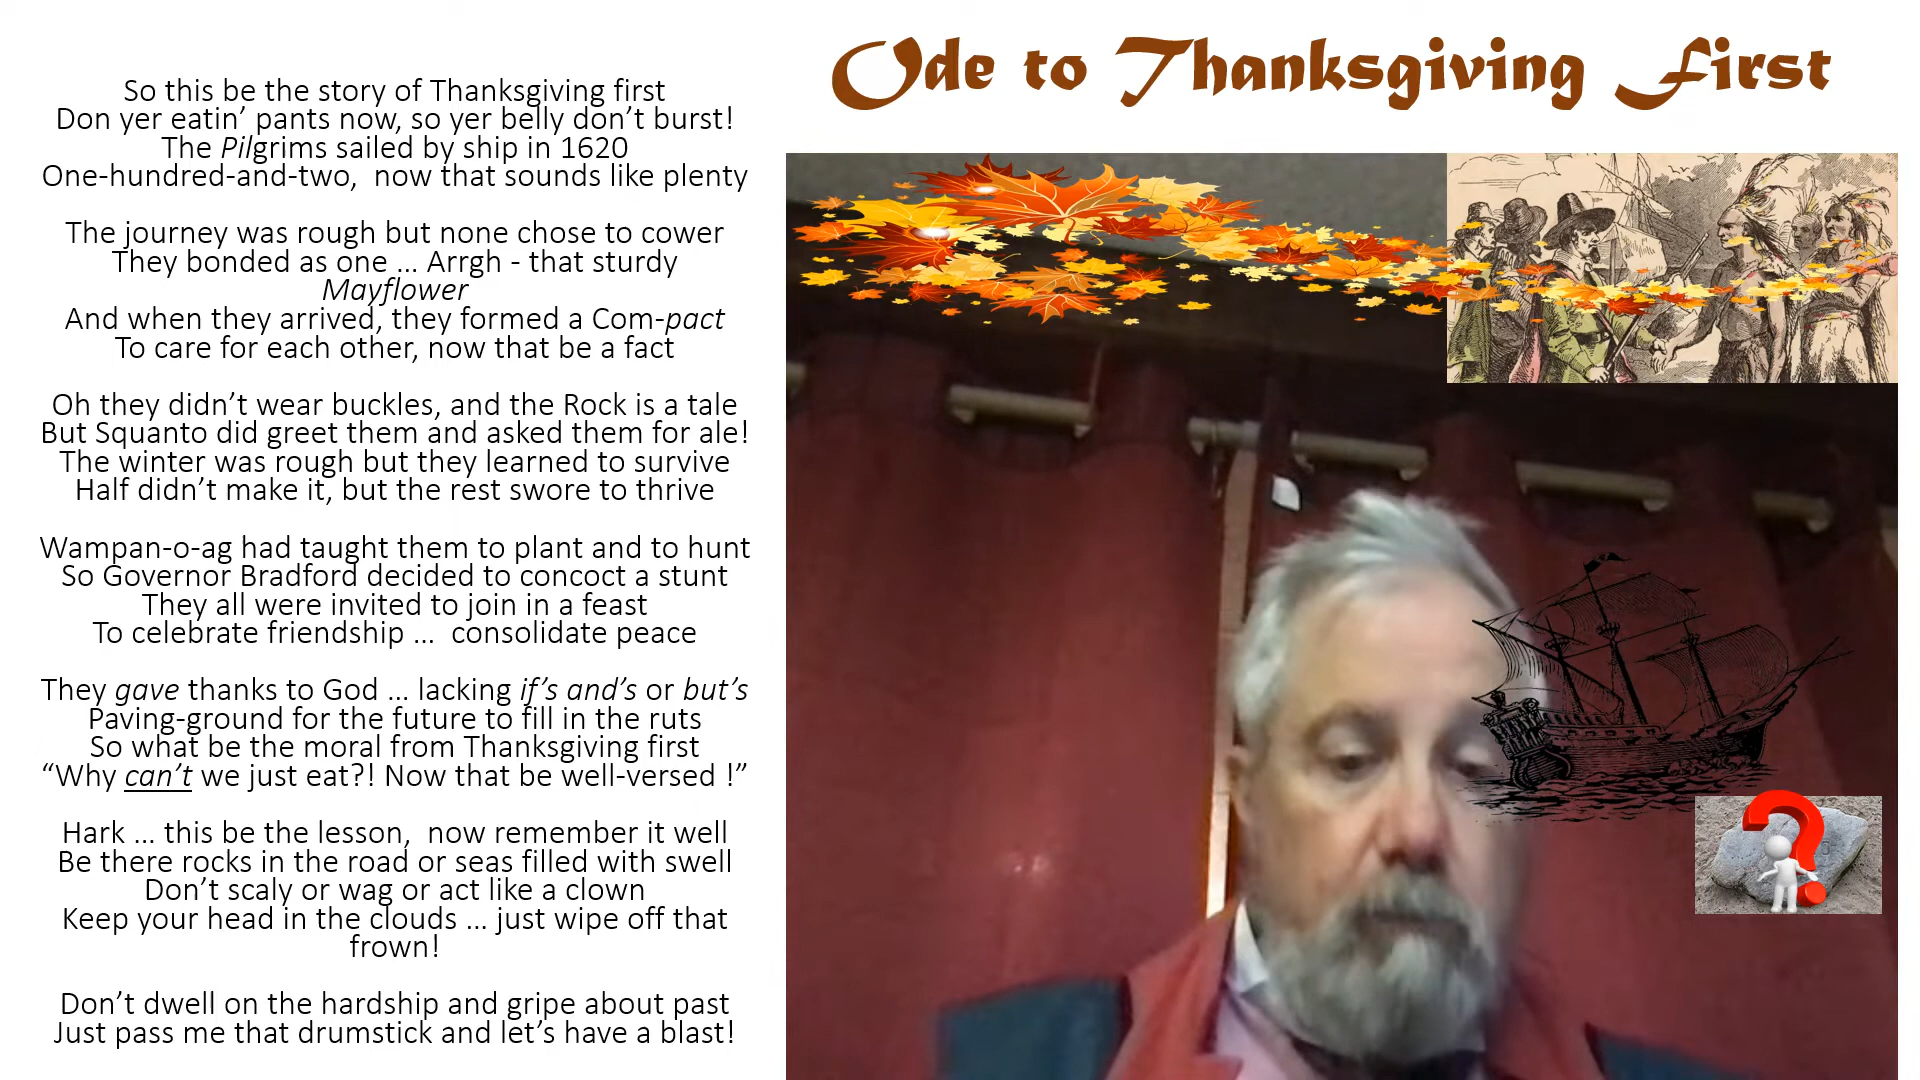 Ode to Thanksgiving First
So this be the story of Thanksgiving first
Don yer eatin’ pants now, so yer belly don’t burst!
The Pilgrims sailed by ship in 1620
One-hundred-and-two,  now that sounds like plenty
The journey was rough but none chose to cower
They bonded as one … Arrgh - that sturdy
Mayflower
And when they arrived, they formed a Com-pact
To care for each other, now that be a fact
Oh they didn’t wear buckles, and the Rock is a tale
But Squanto did greet them and asked them for ale!
The winter was rough but they learned to survive
Half didn’t make it, but the rest swore to thrive
Wampan-o-ag had taught them to plant and to hunt
So Governor Bradford decided to concoct a stunt
They all were invited to join in a feast
To celebrate friendship …  consolidate peace
They gave thanks to God … lacking if’s and’s or but’s
Paving-ground for the future to fill in the ruts
So what be the moral from Thanksgiving first
“Why can’t we just eat?! Now that be well-versed !”
Hark … this be the lesson,  now remember it well
Be there rocks in the road or seas filled with swell
Don’t scaly or wag or act like a clown
Keep your head in the clouds … just wipe off that
frown!
Don’t dwell on the hardship and gripe about past
Just pass me that drumstick and let’s have a blast!